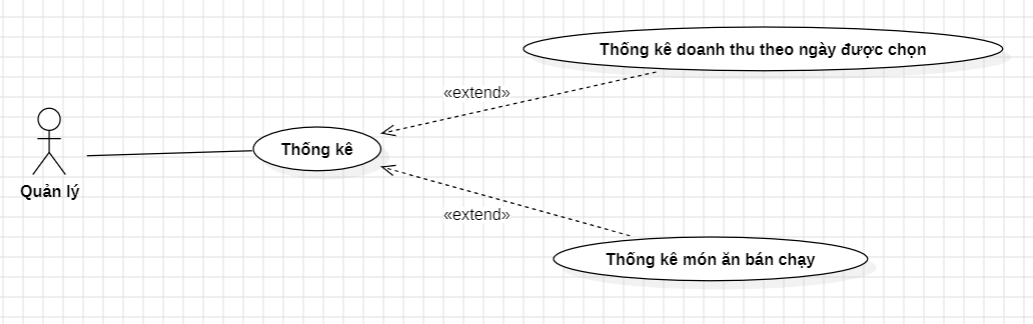 Thống kê doanh thu theo ngày được chọn
«extend»
Thống kê
Quản lý
«extend»
Thống kê món ăn bán chạy